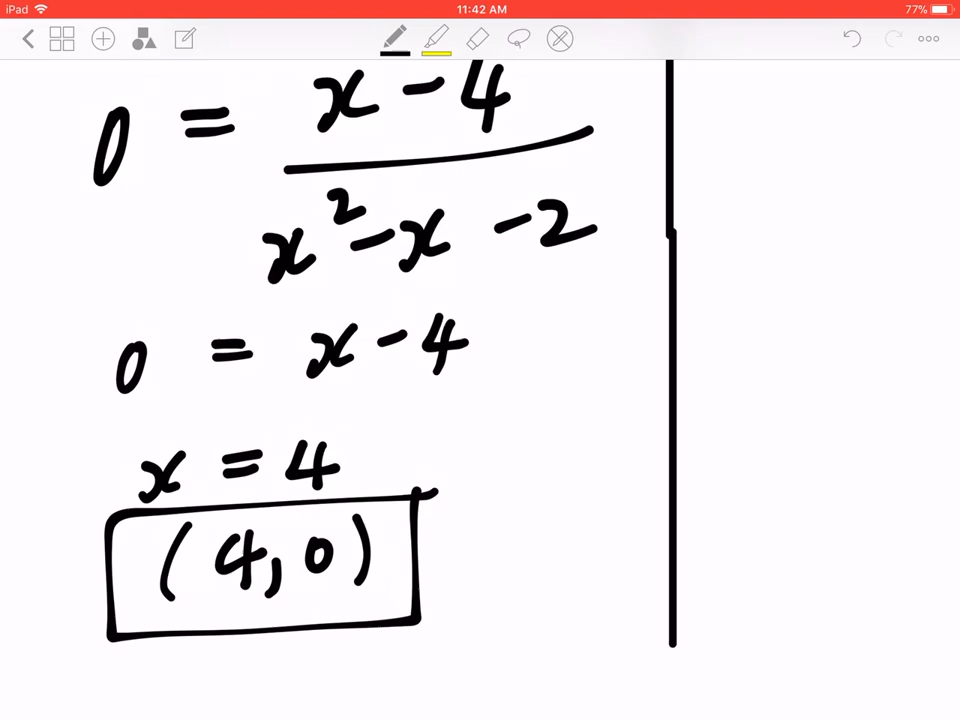 iPad 11:42 AM 77%
0 = x - 4
x² - x - 2
0 = x - 4
x = 4
(4,0)